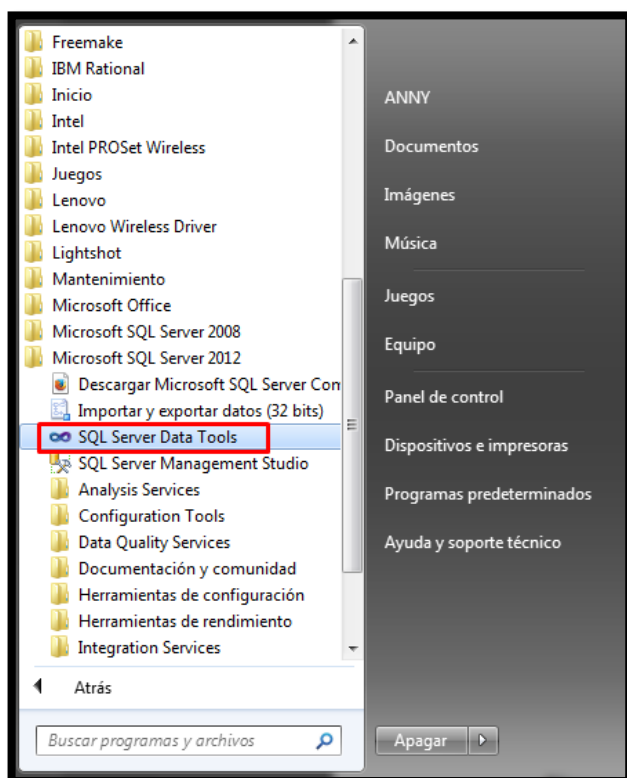 Freemake
IBM Rational
Inicio
Intel
Intel PROSet Wireless
Juegos
Lenovo
Lenovo Wireless Driver
Lightshot
Mantenimiento
Microsoft Office
Microsoft SQL Server 2008
Microsoft SQL Server 2012
Descargar Microsoft SQL Server Com
Importar y exportar datos (32 bits)
SQL Server Data Tools
SQL Server Management Studio
Analysis Services
Configuration Tools
Data Quality Services
Documentación y comunidad
Herramientas de configuración
Herramientas de rendimiento
Integration Services
Atrás
Buscar programas y archivos
ANNY
Documentos
Imágenes
Música
Juegos
Equipo
Panel de control
Dispositivos e impresoras
Programas predeterminados
Ayuda y soporte técnico
Apagar